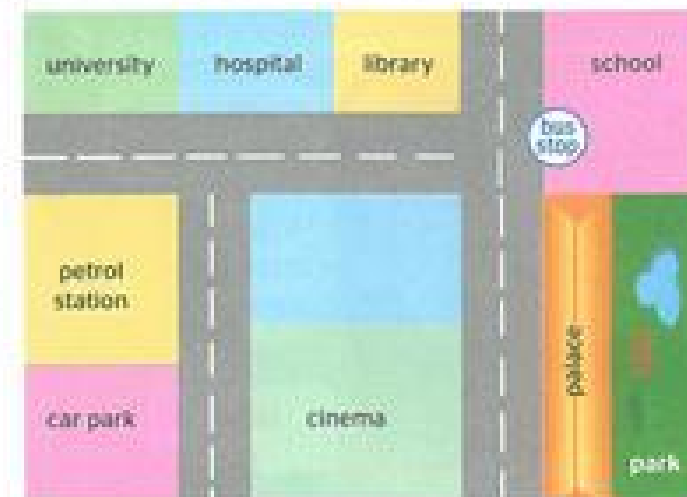 university
hospital
library
school
bus
stop
petrol
station
palace
car park
cinema
park